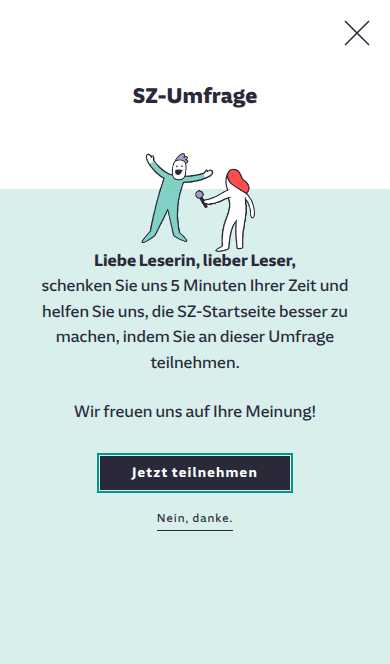 SZ-Umfrage
Liebe Leserin, lieber Leser,
schenken Sie uns 5 Minuten Ihrer Zeit und
helfen Sie uns, die SZ-Startseite besser zu
machen, indem Sie an dieser Umfrage
teilnehmen.
Wir freuen uns auf Ihre Meinung!
Jetzt teilnehmen
Nein, danke.